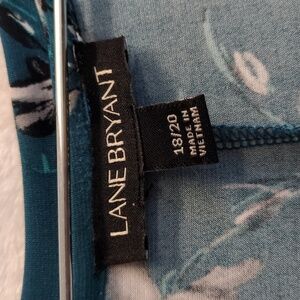 LANE BRYANT
18/20
MADE IN
VIETNAM